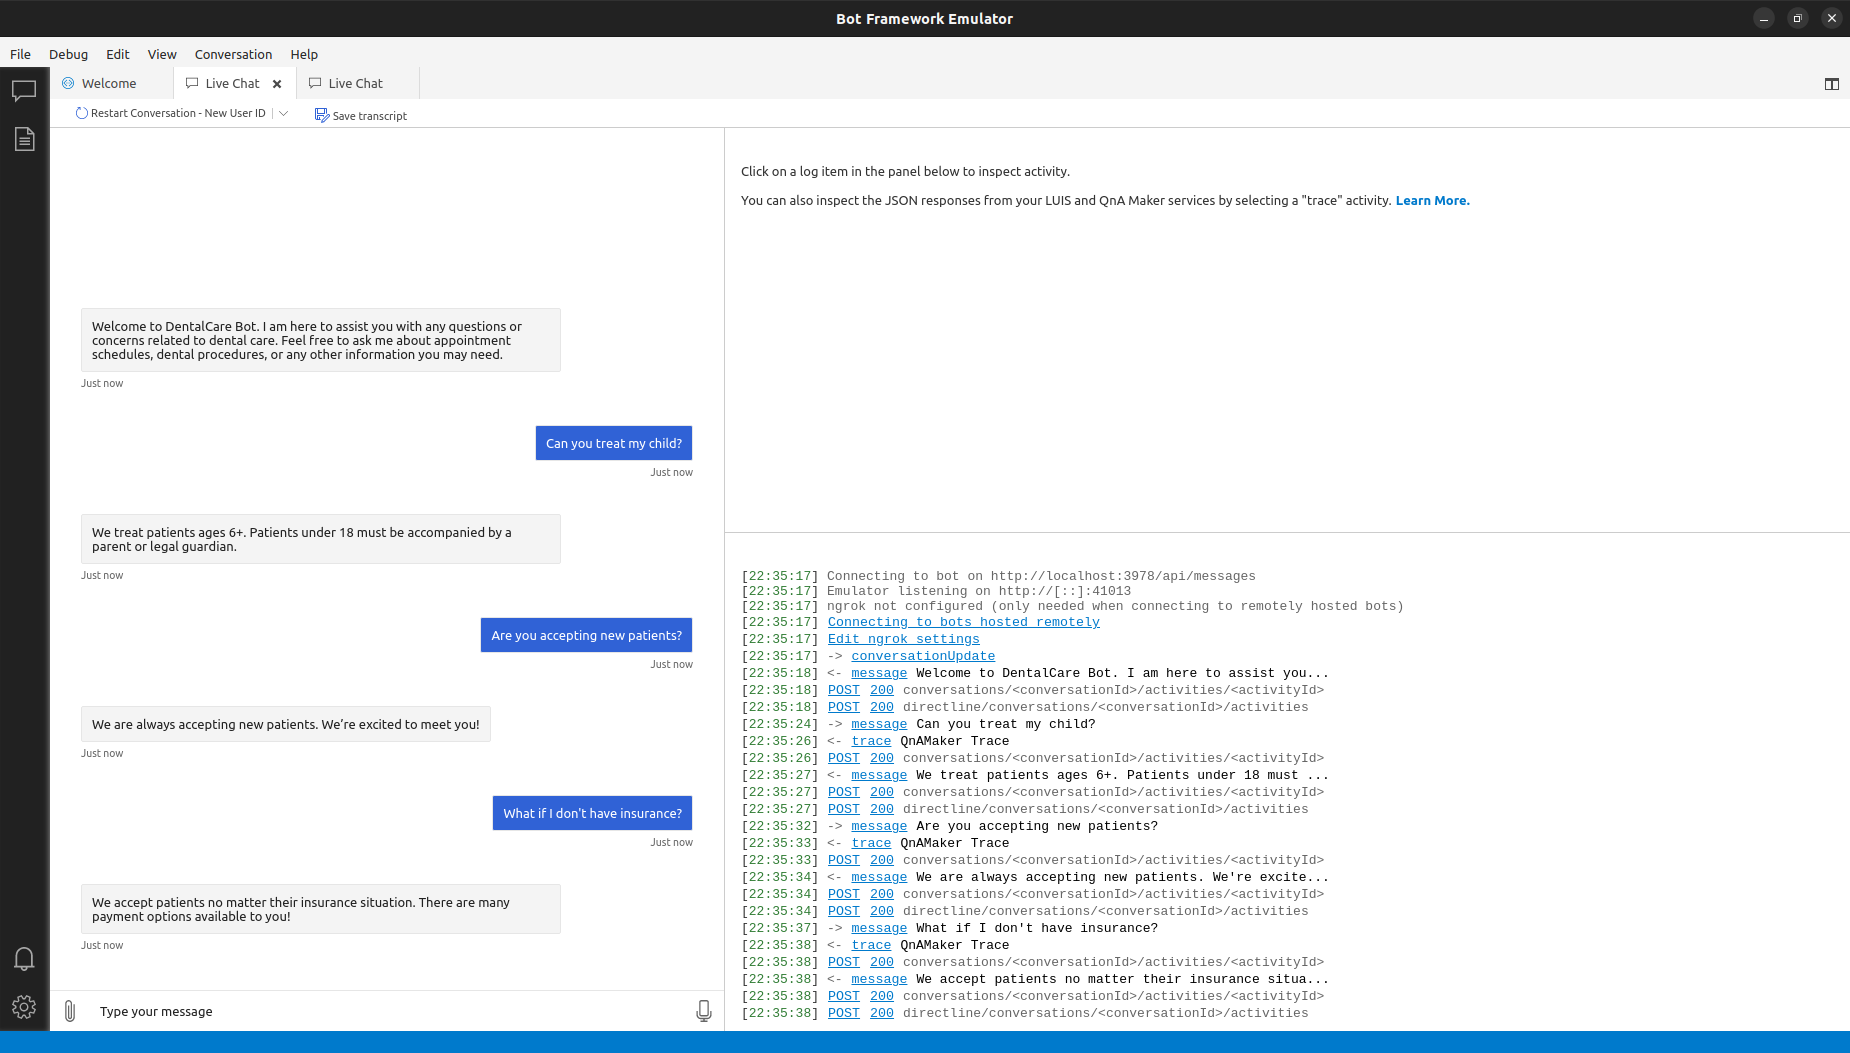 Bot Framework Emulator
File Debug Edit View Conversation Help
Welcome Live Chat Live Chat
Restart Conversation - New User ID Save transcript
Welcome to DentalCare Bot. I am here to assist you with any questions or
concerns related to dental care. Feel free to ask me about appointment
schedules, dental procedures, or any other information you may need.
Just now
Can you treat my child?
Just now
We treat patients ages 6+. Patients under 18 must be accompanied by a
parent or legal guardian.
Just now
Are you accepting new patients?
Just now
We are always accepting new patients. We’re excited to meet you!
Just now
What if I don't have insurance?
Just now
We accept patients no matter their insurance situation. There are many
payment options available to you!
Just now
Type your message
Click on a log item in the panel below to inspect activity.
You can also inspect the JSON responses from your LUIS and QnA Maker services by selecting a "trace" activity. Learn More.
[22:35:17] Connecting to bot on http://localhost:3978/api/messages
[22:35:17] Emulator listening on http://[::]:41013
[22:35:17] ngrok not configured (only needed when connecting to remotely hosted bots)
[22:35:17] Connecting to bots hosted remotely
[22:35:17] Edit ngrok settings
[22:35:17] -> conversationUpdate
[22:35:18] <- message Welcome to DentalCare Bot. I am here to assist you...
[22:35:18] POST 200 conversations/<conversationId>/activities/<activityId>
[22:35:18] POST 200 directline/conversations/<conversationId>/activities
[22:35:24] -> message Can you treat my child?
[22:35:26] <- trace QnAMaker Trace
[22:35:26] POST 200 conversations/<conversationId>/activities/<activityId>
[22:35:27] <- message We treat patients ages 6+. Patients under 18 must ...
[22:35:27] POST 200 conversations/<conversationId>/activities/<activityId>
[22:35:27] POST 200 directline/conversations/<conversationId>/activities
[22:35:32] -> message Are you accepting new patients?
[22:35:33] <- trace QnAMaker Trace
[22:35:33] POST 200 conversations/<conversationId>/activities/<activityId>
[22:35:34] <- message We are always accepting new patients. We're excite...
[22:35:34] POST 200 conversations/<conversationId>/activities/<activityId>
[22:35:34] POST 200 directline/conversations/<conversationId>/activities
[22:35:37] -> message What if I don't have insurance?
[22:35:38] <- trace QnAMaker Trace
[22:35:38] POST 200 conversations/<conversationId>/activities/<activityId>
[22:35:38] <- message We accept patients no matter their insurance situa...
[22:35:38] POST 200 conversations/<conversationId>/activities/<activityId>
[22:35:38] POST 200 directline/conversations/<conversationId>/activities